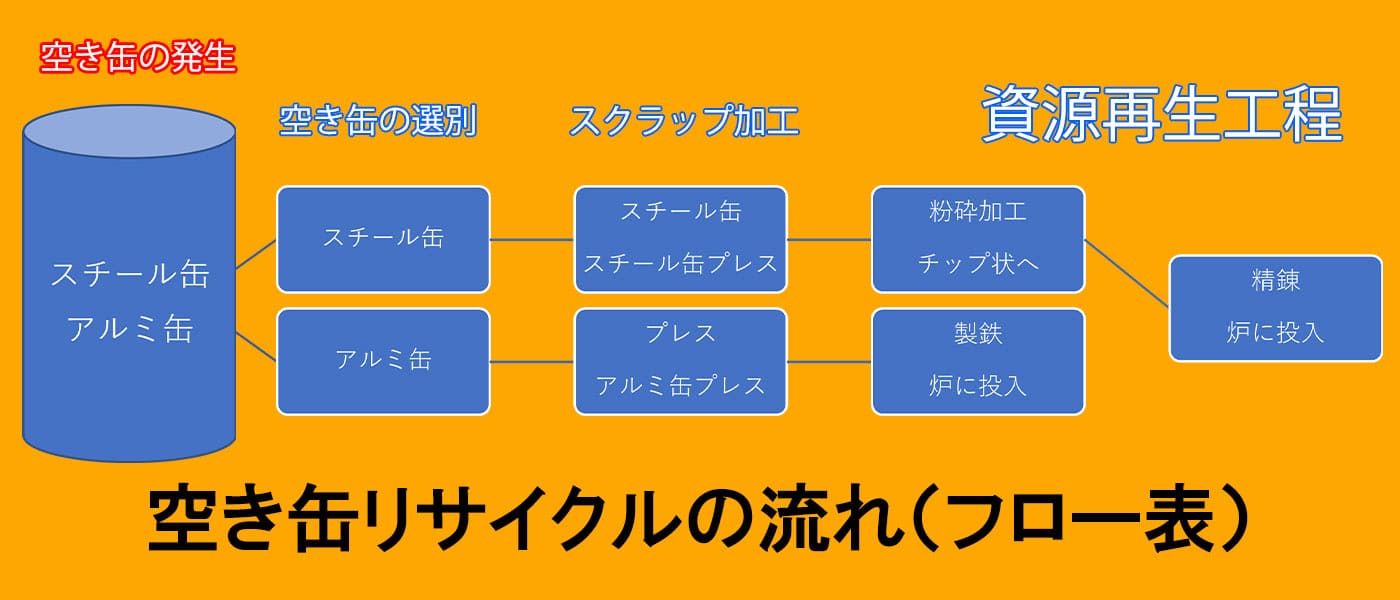 空き缶の発生
空き缶の選別
スクラップ加工
資源再生工程
スチール缶
アルミ缶
スチール缶
スチール缶
スチール缶プレス
粉砕加工
チップ状へ
精錬
炉に投入
アルミ缶
プレス
アルミ缶プレス
製鉄
炉に投入
空き缶リサイクルの流れ(フロー表)